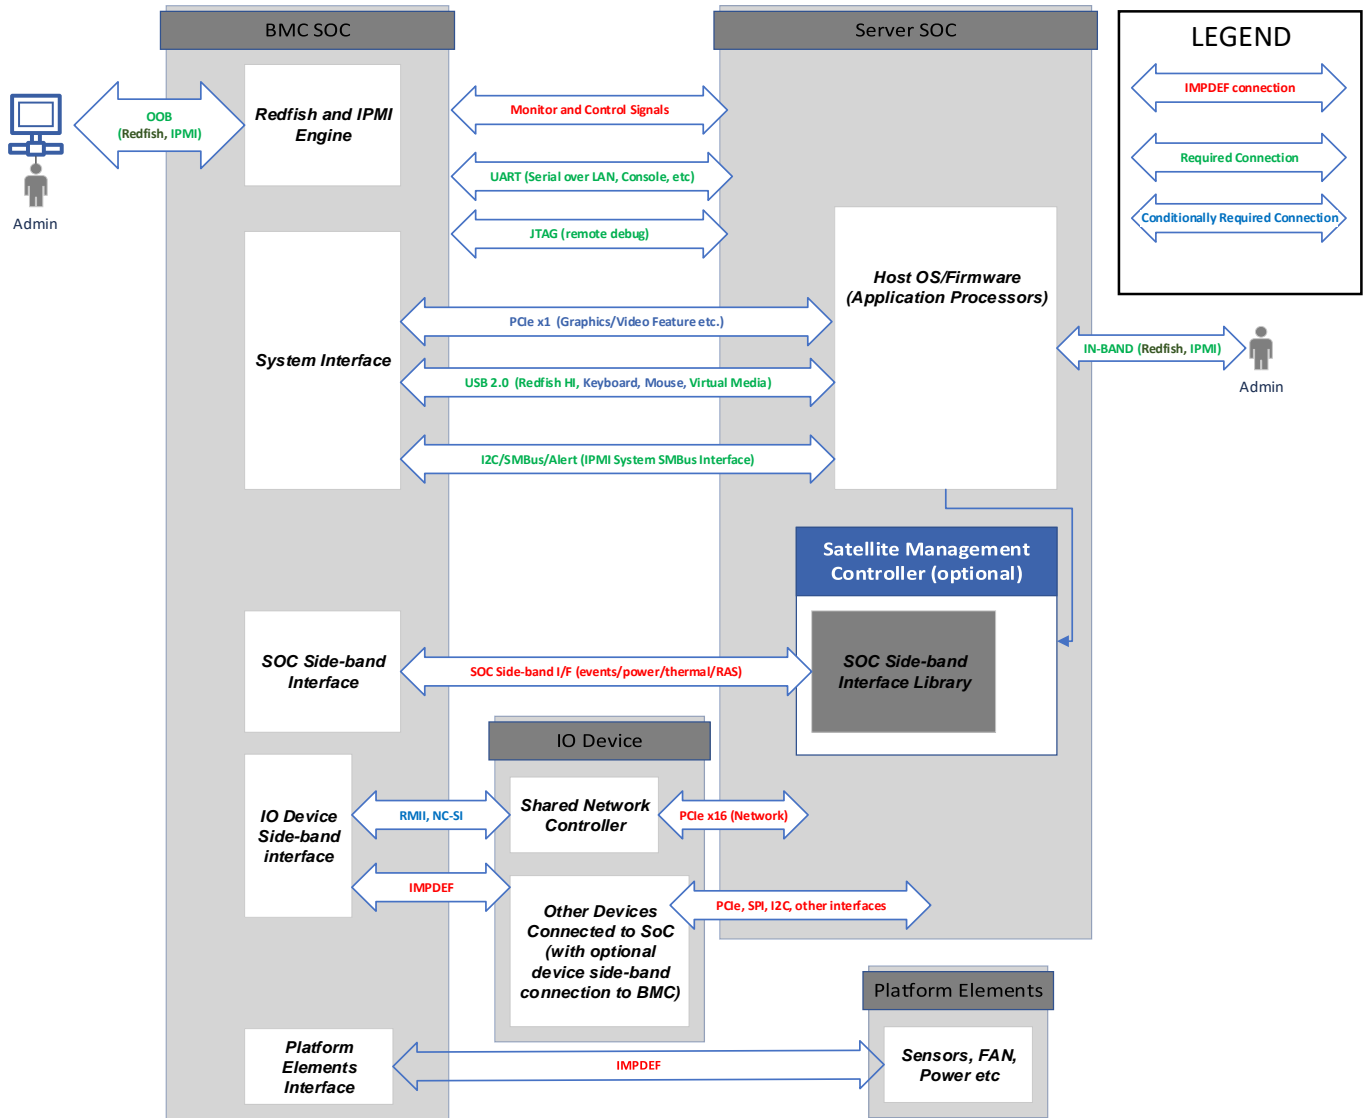 BMC SOC
Server SOC
LEGEND
IMPDEF connection
Required Connection
Conditionally Required Connection
Redfish and IPMI
Engine
OOB
(Redfish, IPMI)
Admin
Monitor and Control Signals
UART (Serial over LAN, Console, etc)
JTAG (remote debug)
Host OS/Firmware
(Application Processors)
System Interface
PCIe x1  (Graphics/Video Feature etc.)
USB 2.0  (Redfish HI, Keyboard, Mouse, Virtual Media)
I2C/SMBus/Alert (IPMI System SMBus Interface)
IN-BAND (Redfish, IPMI)
Admin
Satellite Management
Controller (optional)
SOC Side-band
Interface
SOC Side-band I/F (events/power/thermal/RAS)
SOC Side-band
Interface Library
IO Device
IO Device
Side-band
interface
RMII, NC-SI
Shared Network
Controller
PCIe x16 (Network)
IMPDEF
Other Devices
Connected to SoC
(with optional
device side-band
connection to BMC)
PCIe, SPI, I2C, other interfaces
Platform Elements
Platform
Elements
Interface
IMPDEF
Sensors, FAN,
Power etc